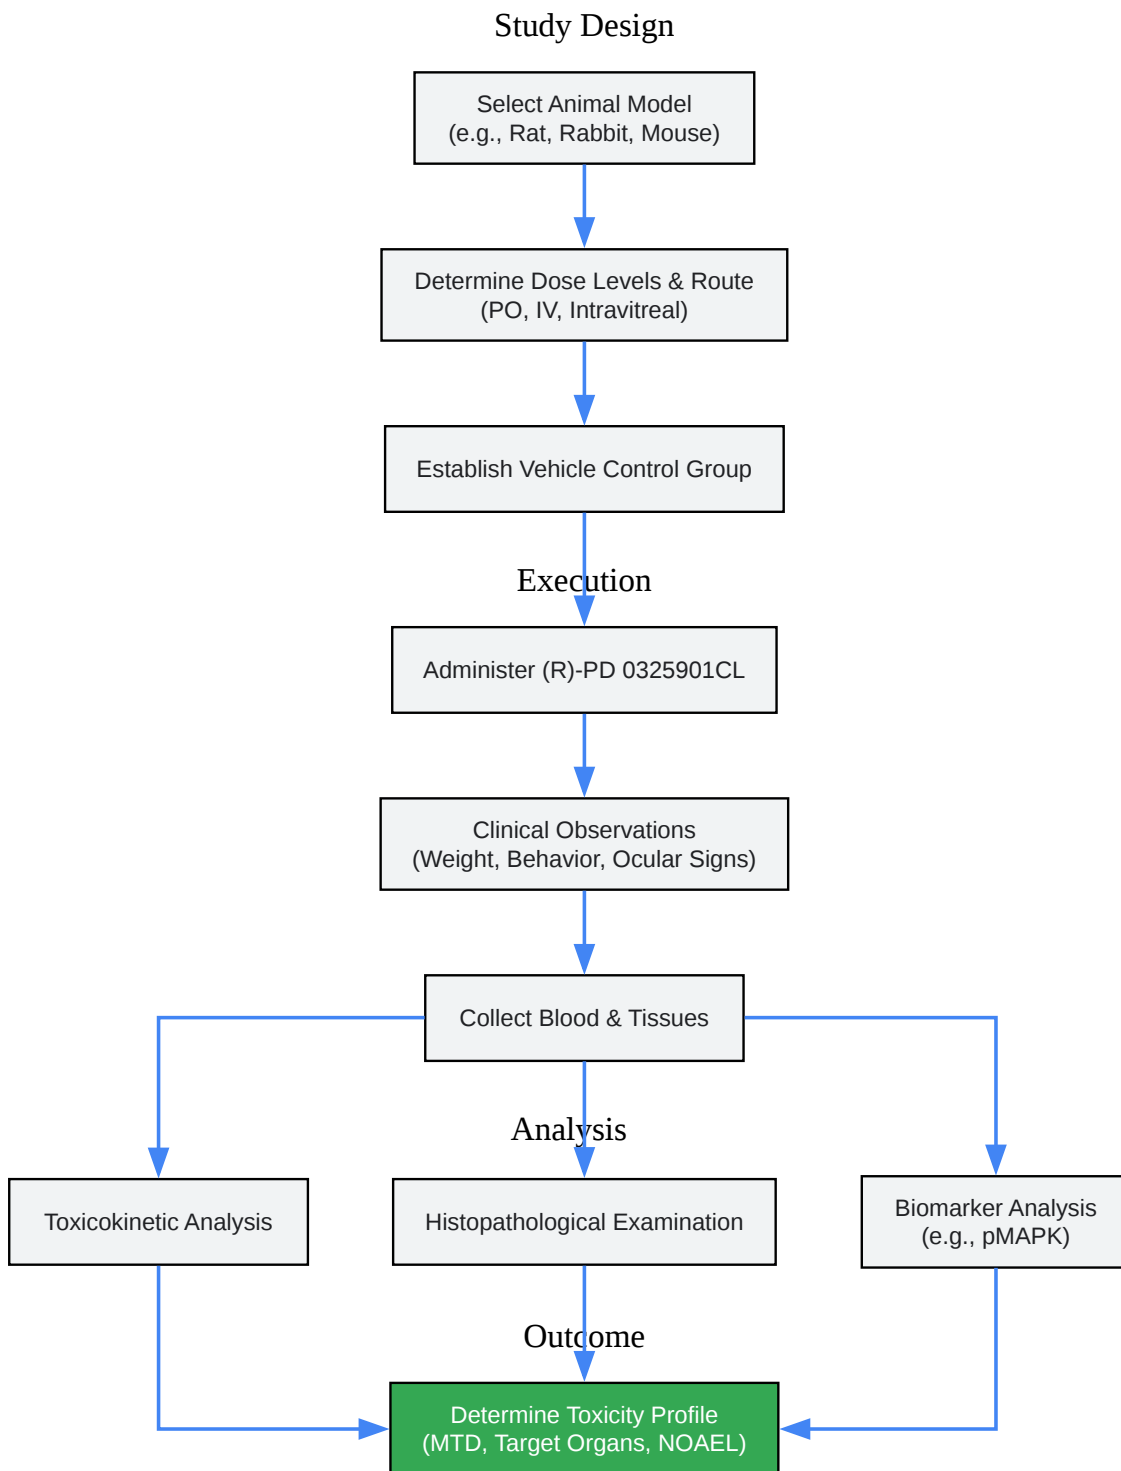 Study Design
Select Animal Model
(e.g., Rat, Rabbit, Mouse)
Determine Dose Levels & Route
(PO, IV, Intravitreal)
Establish Vehicle Control Group
Execution
Administer (R)-PD 0325901CL
Clinical Observations
(Weight, Behavior, Ocular Signs)
Collect Blood & Tissues
Analysis
Toxicokinetic Analysis
Histopathological Examination
Biomarker Analysis
(e.g., pMAPK)
Outcome
Determine Toxicity Profile
(MTD, Target Organs, NOAEL)